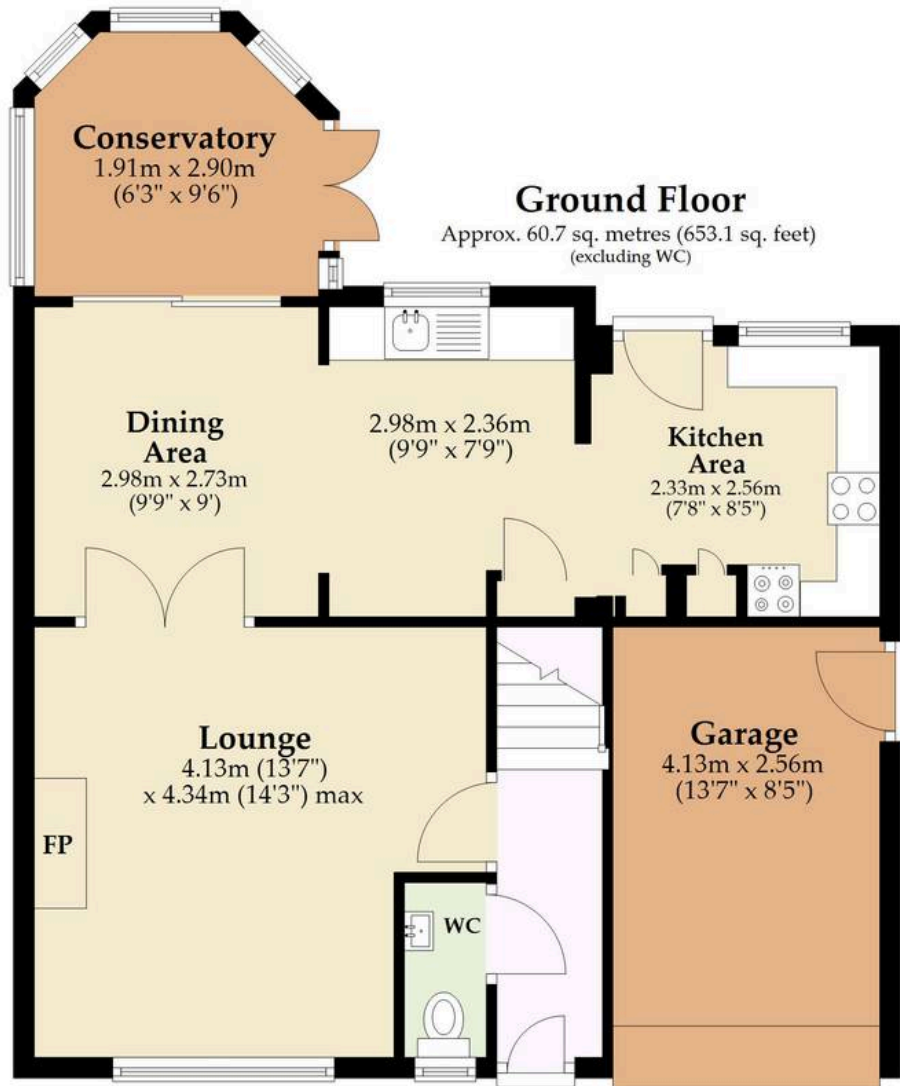 Conservatory
1.91m x 2.90m
(6'3" x 9'6")
Ground Floor
Approx. 60.7 sq. metres (653.1 sq. feet)
(excluding WC)
Dining
Area
2.98m x 2.73m
(9'9" x 9')
2.98m x 2.36m
(9'9" x 7'9")
Kitchen
Area
2.33m x 2.56m
(7'8" x 8'5")
Lounge
4.13m (13'7")
x 4.34m (14'3") max
Garage
4.13m x 2.56m
(13'7" x 8'5")
FP
WC